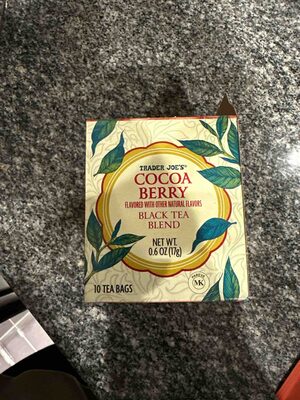 TRADER JOE'S®
COCOA
BERRY
FLAVORED WITH OTHER NATURAL FLAVORS
BLACK TEA
BLEND
NET WT.
0.6 OZ (17g)
10 TEA BAGS
MK